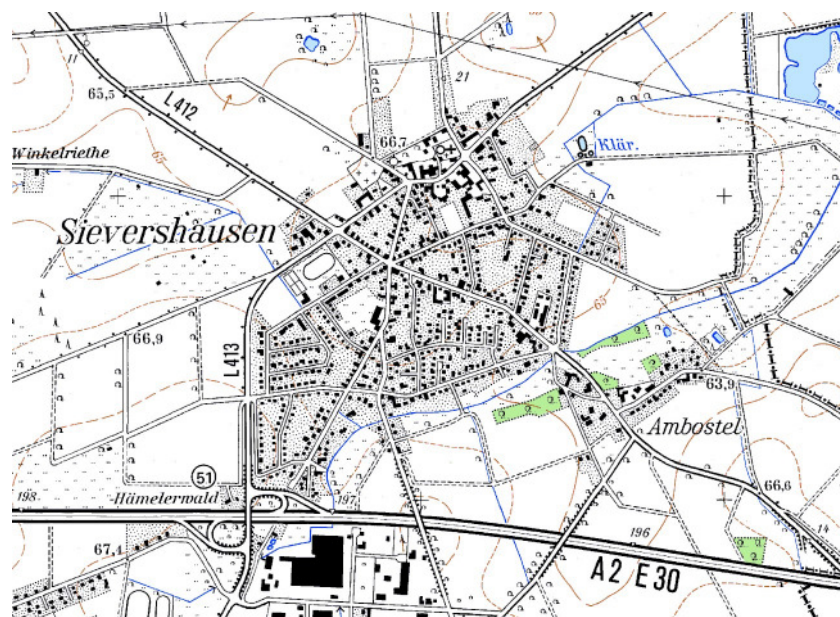 11
21
65,5
L 412
66.7
Klär.
Winkelriethe
65
Sievershausen
65
66,9
L 413
63,9
Ambostel
51
Hämelerwald
198
197
66,6
196
14
67,4
A2 E 30